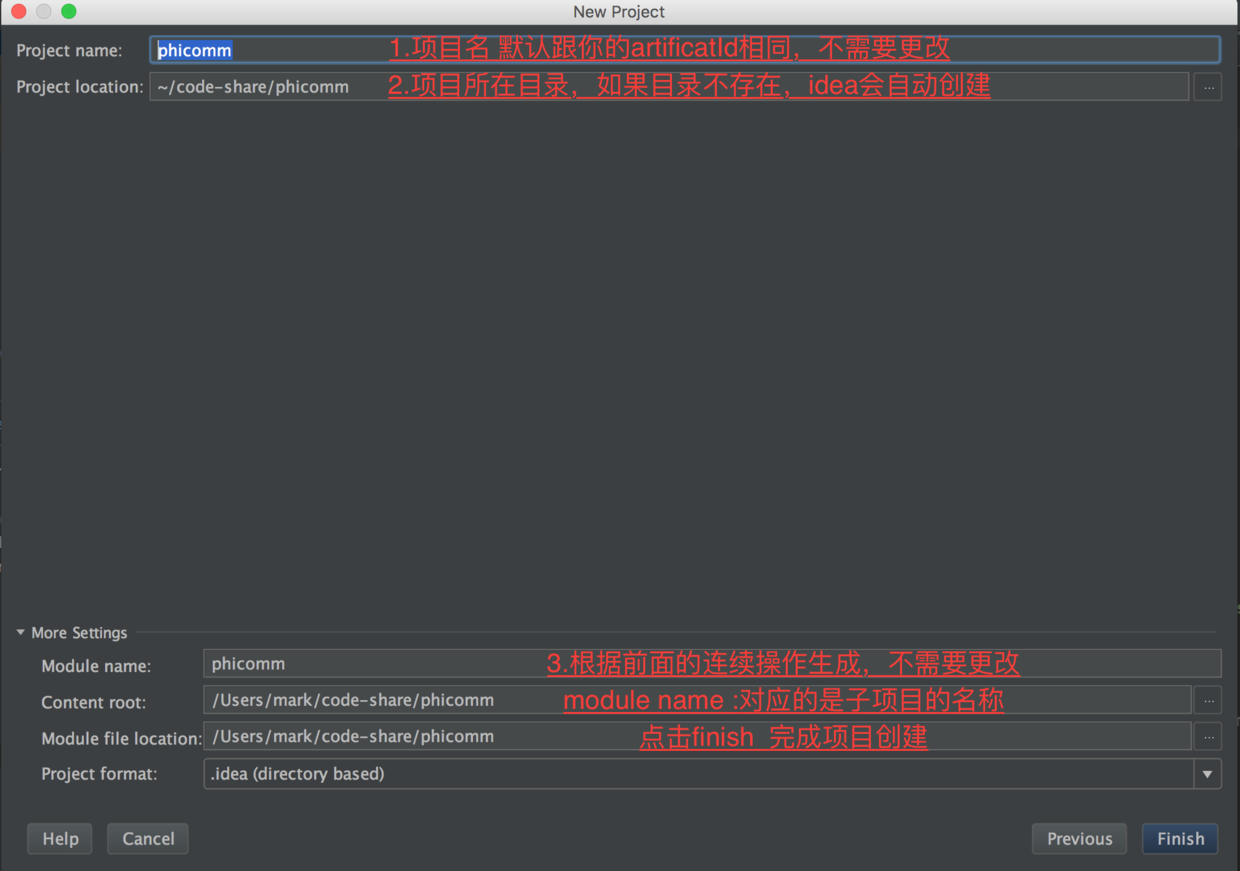 New Project
Project name: phicomm 1.项目名 默认跟你的artificatId相同，不需要更改
Project location: ~/code-share/phicomm 2.项目所在目录，如果目录不存在，idea会自动创建 ...
More Settings
Module name: phicomm 3.根据前面的连续操作生成，不需要更改
Content root: /Users/mark/code-share/phicomm module name :对应的是子项目的名称 ...
Module file location: /Users/mark/code-share/phicomm 点击finish 完成项目创建 ...
Project format: .idea (directory based)
Help Cancel Previous Finish